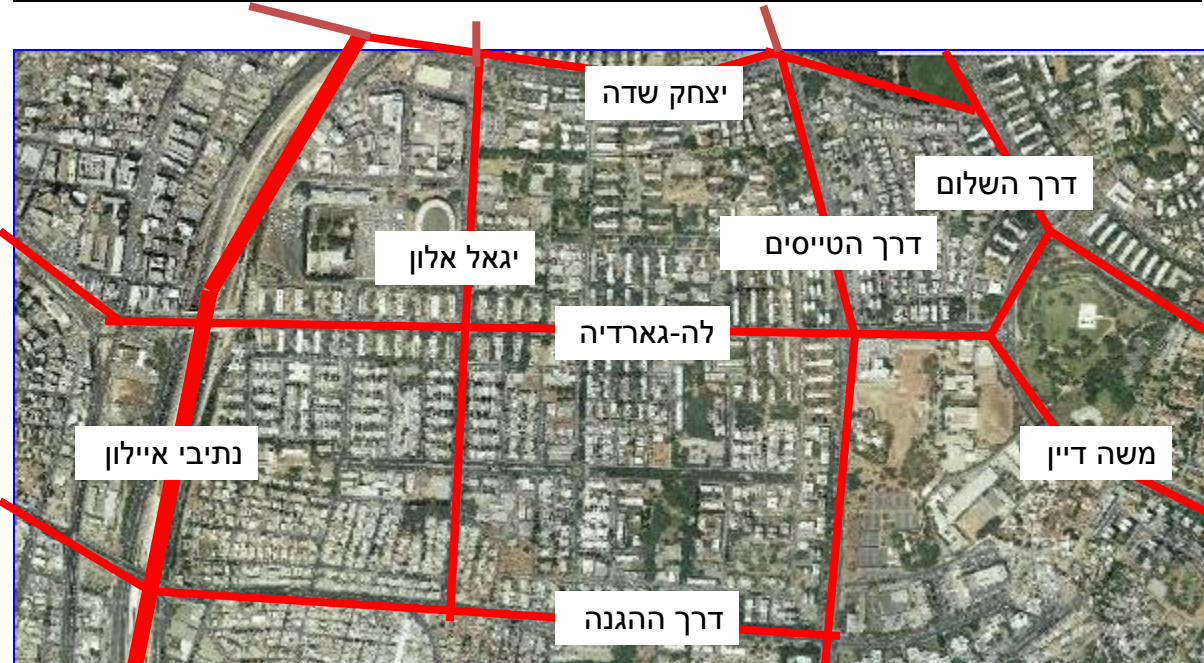 יצחק שדה
דרך השלום
דרך הטייסים
יגאל אלון
לה-גארדיה
נתיבי איילון
משה דיין
דרך ההגנה